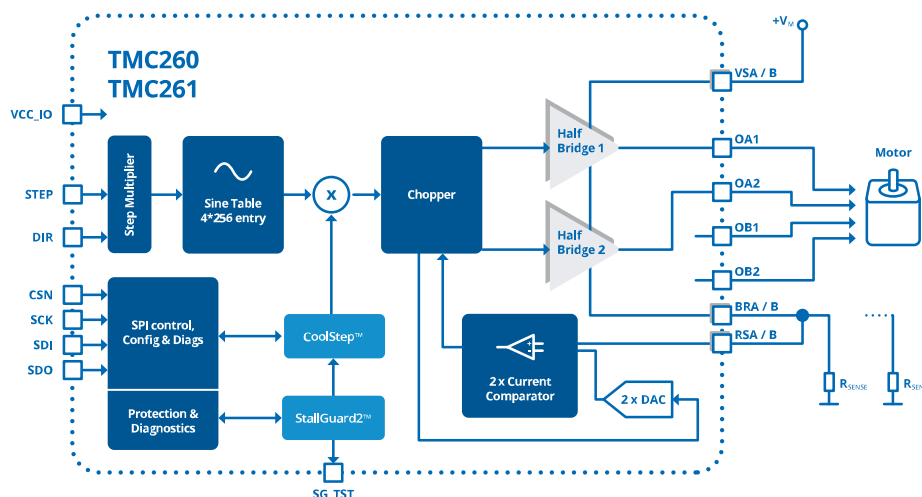 TMC260
TMC261
VCC_IO
STEP
DIR
CSN
SCK
SDI
SDO
Step Multiplier
Sine Table
4*256 entry
x
Chopper
Half
Bridge 1
Half
Bridge 2
SPI control,
Config & Diags
Protection &
Diagnostics
CoolStep™
StallGuard2™
2 x Current
Comparator
2 x DAC
SG_TST
+VM
VSA / B
OA1
OA2
OB1
OB2
BRA / B
RSA / B
Motor
RSENSE
RSEN